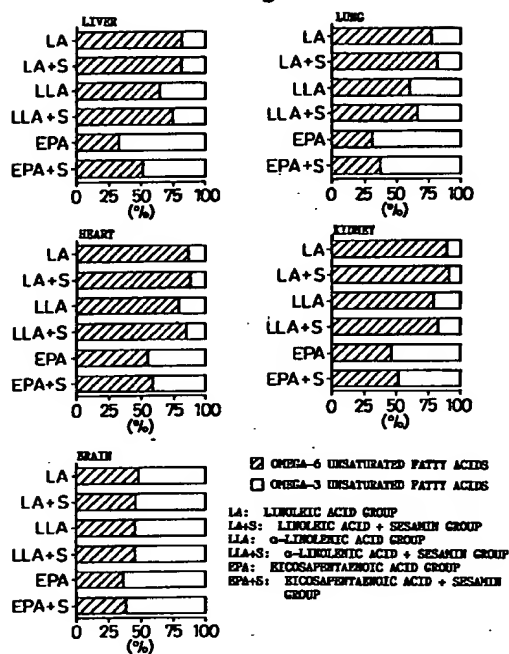 LIVER
LA
LA+S
LLA
LLA+S
EPA
EPA+S
0 25 50 75 100
(%)
LUNG
LA
LA+S
LLA
LLA+S
EPA
EPA+S
0 25 50 75 100
(%)
HEART
LA
LA+S
LLA
LLA+S
EPA
EPA+S
0 25 50 75 100
(%)
KIDNEY
LA
LA+S
LLA
LLA+S
EPA
EPA+S
0 25 50 75 100
(%)
BRAIN
LA
LA+S
LLA
LLA+S
EPA
EPA+S
0 25 50 75 100
(%)
OMEGA-6 UNSATURATED FATTY ACIDS
OMEGA-3 UNSATURATED FATTY ACIDS
LA: LINOLEIC ACID GROUP
LA+S: LINOLEIC ACID + SESAMIN GROUP
LLA: α-LINOLENIC ACID GROUP
LLA+S: α-LINOLENIC ACID + SESAMIN GROUP
EPA: EICOSAPENTAENOIC ACID GROUP
EPA+S: EICOSAPENTAENOIC ACID + SESAMIN
GROUP